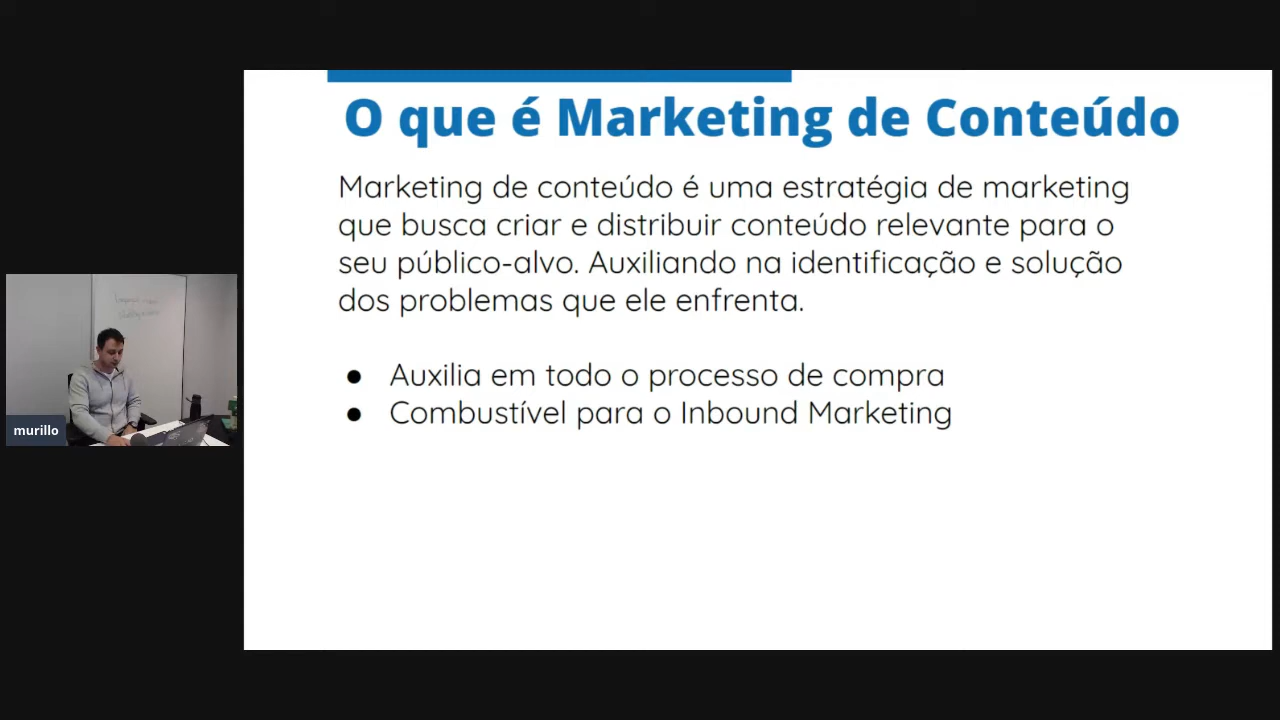 O que é Marketing de Conteúdo
Marketing de conteúdo é uma estratégia de marketing
que busca criar e distribuir conteúdo relevante para o
seu público-alvo. Auxiliando na identificação e solução
dos problemas que ele enfrenta.
● Auxilia em todo o processo de compra
● Combustível para o Inbound Marketing
murillo